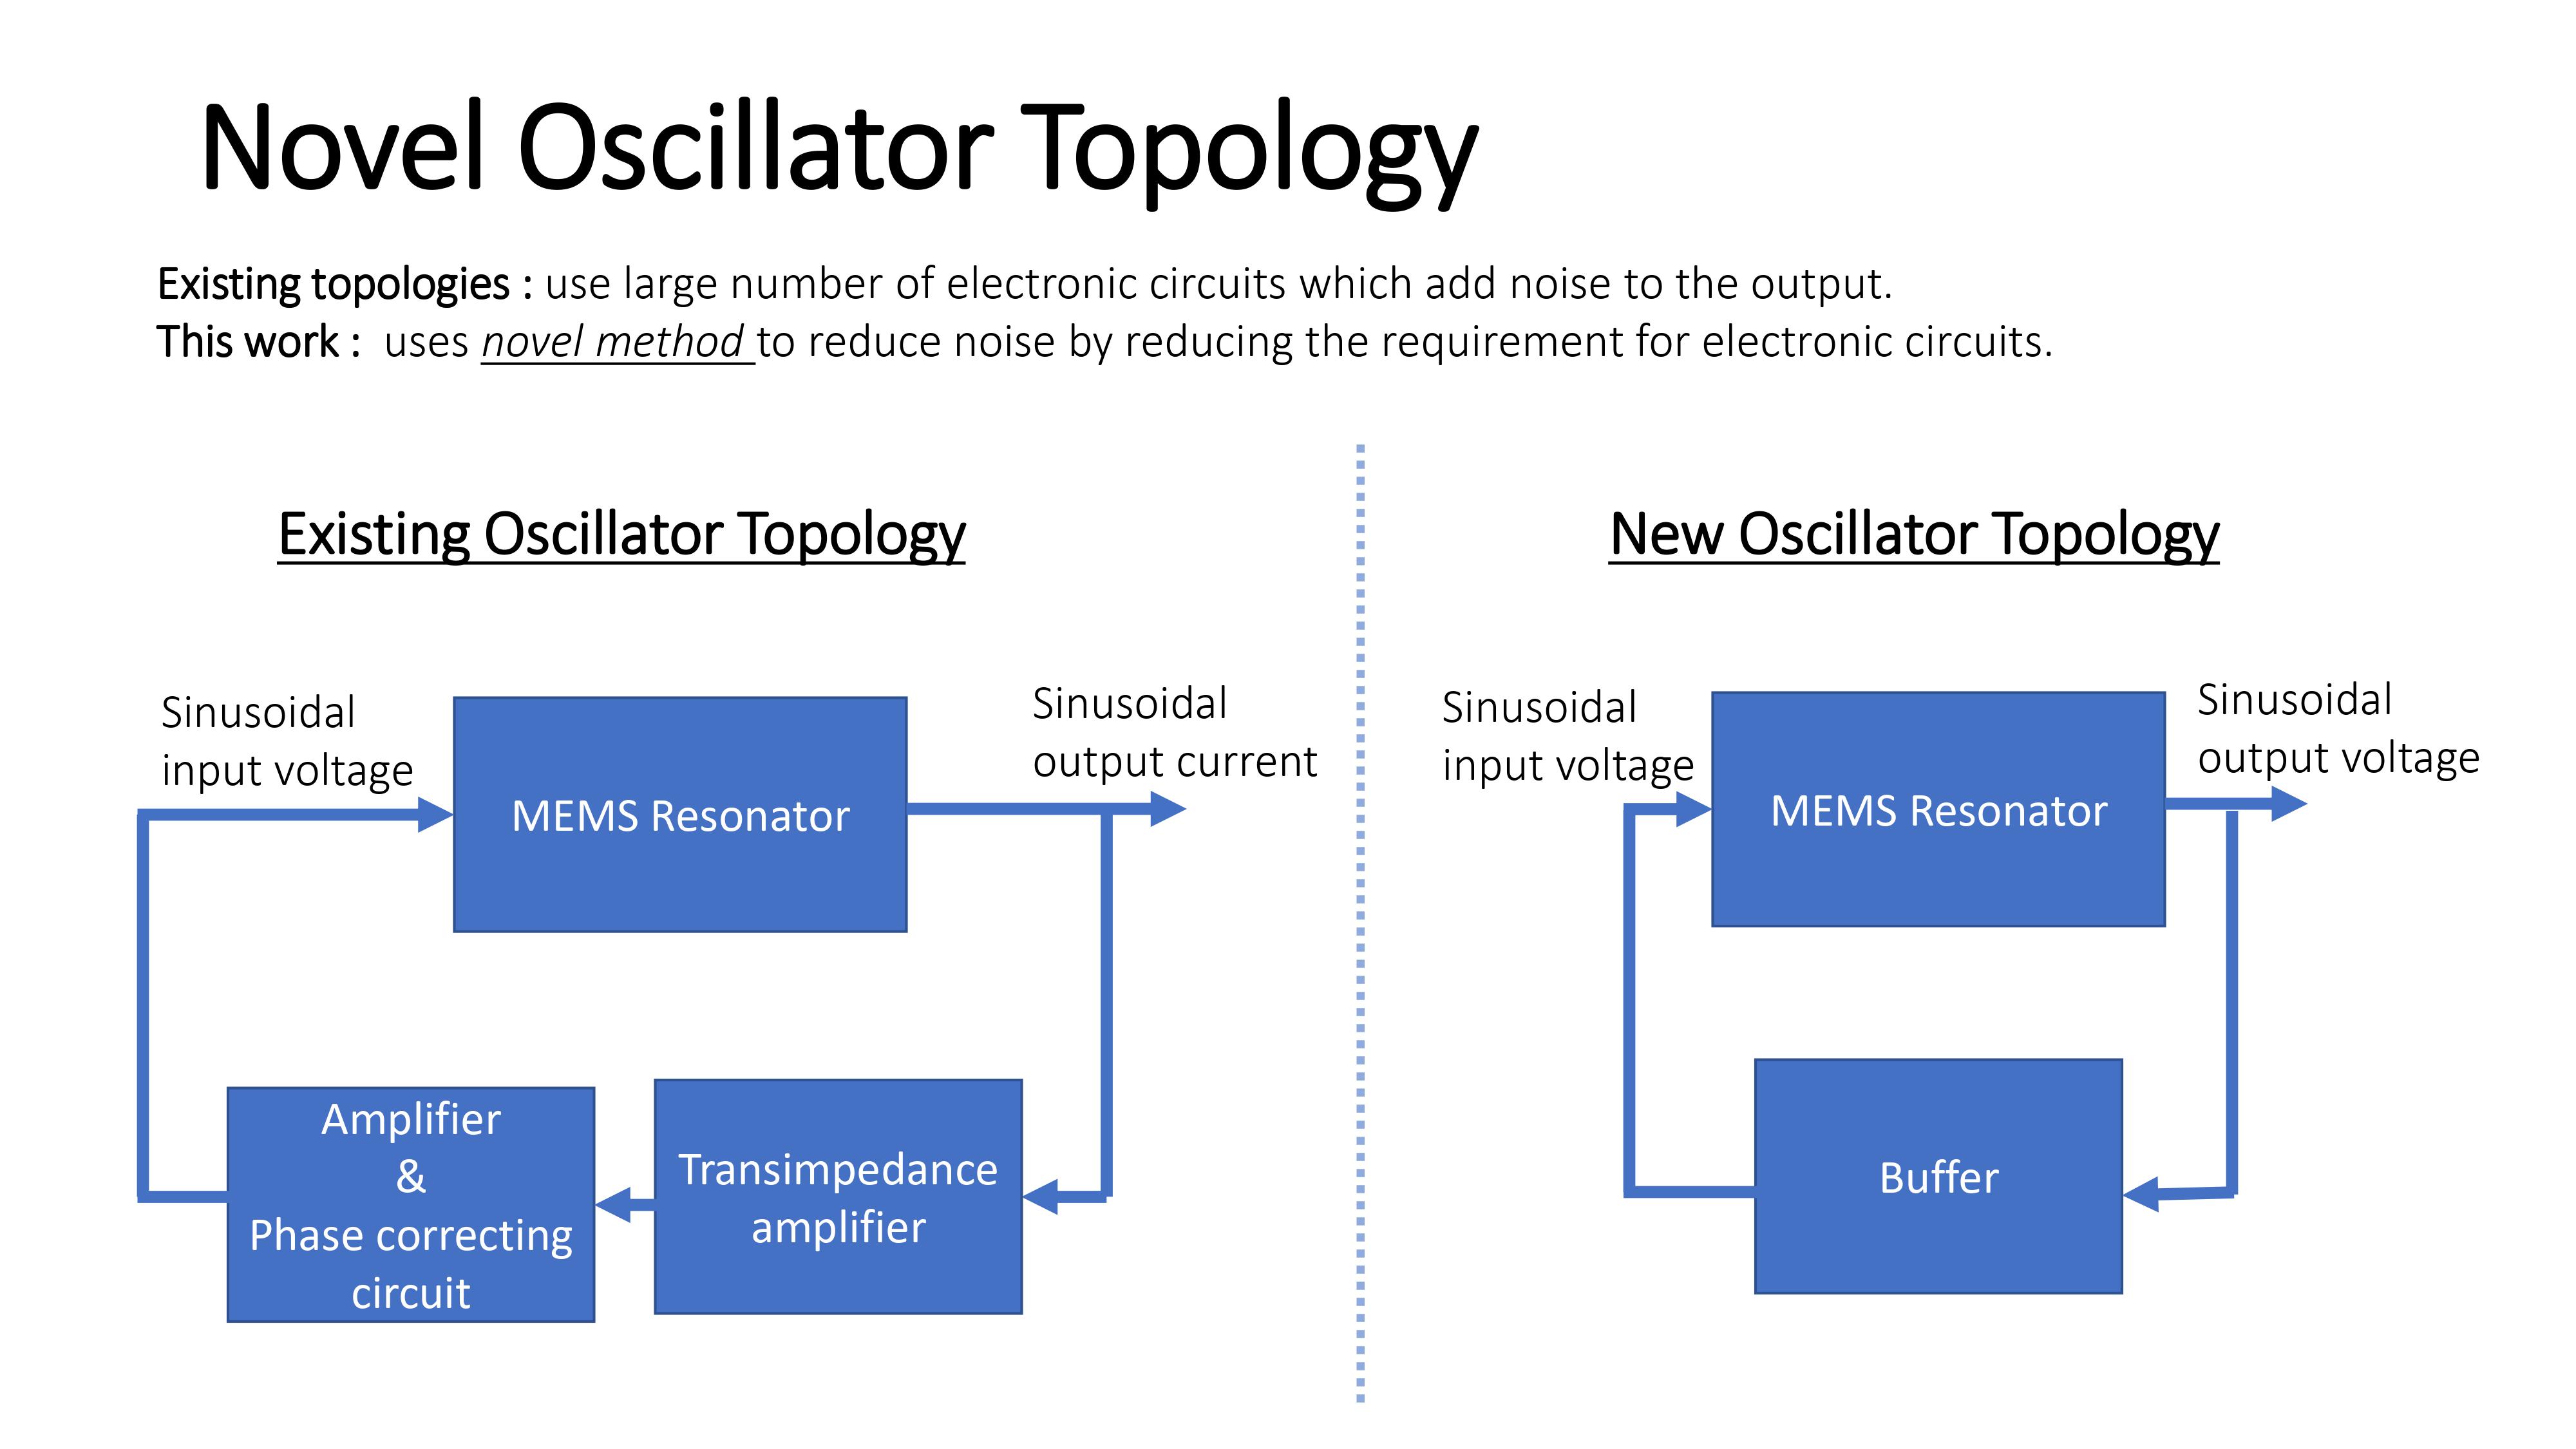 Novel Oscillator Topology
Existing topologies : use large number of electronic circuits which add noise to the output.
This work : uses novel method to reduce noise by reducing the requirement for electronic circuits.
Existing Oscillator Topology
Sinusoidal
input voltage
MEMS Resonator
Sinusoidal
output current
Amplifier
&
Phase correcting
circuit
Transimpedance
amplifier
New Oscillator Topology
Sinusoidal
input voltage
MEMS Resonator
Sinusoidal
output voltage
Buffer